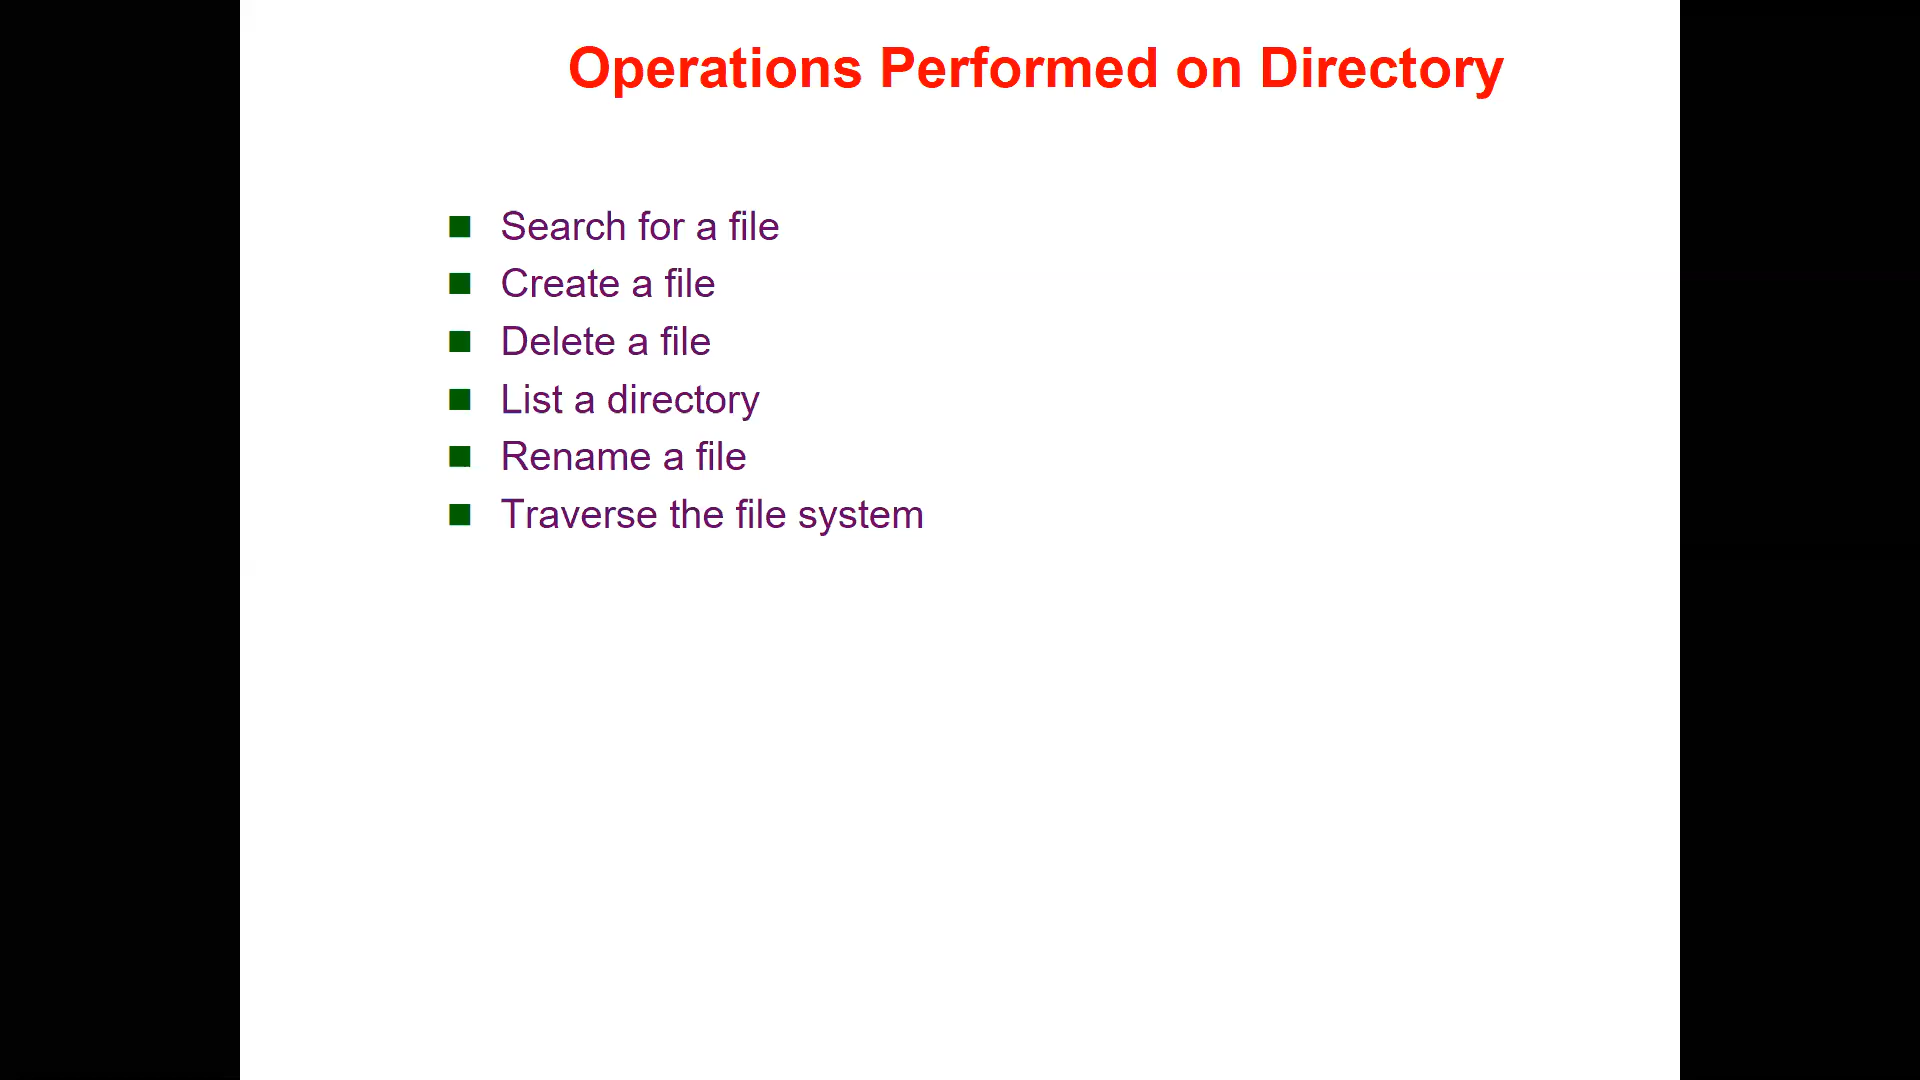 Operations Performed on Directory
Search for a file
Create a file
Delete a file
List a directory
Rename a file
Traverse the file system